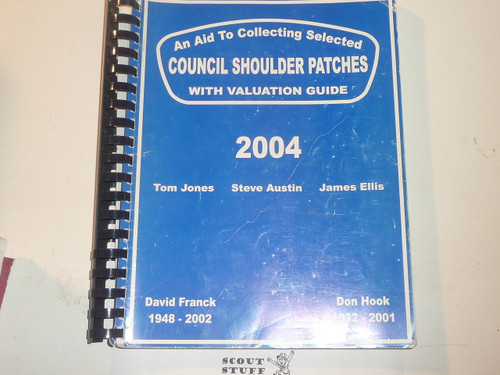 An Aid To Collecting Selected
COUNCIL SHOULDER PATCHES
WITH VALUATION GUIDE
2004
Tom Jones Steve Austin James Ellis
David Franck Don Hook
1948 - 2002 1932 - 2001
SCOUT
STUFF